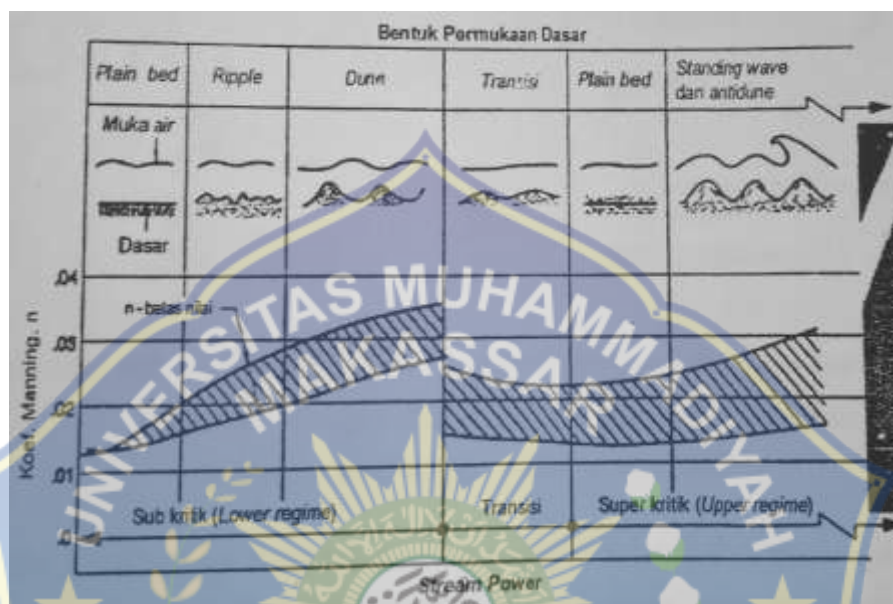 Bentuk Permukaan Dasar
Plain bed
Ripple
Dune
Transisi
Plain bed
Standing wave
dan antidune
Muka air
Dasar
.04
n - batas nilai
.03
.02
.01
.0
Koef. Manning, n
Sub kritik (Lower regime)
Transisi
Super kritik (Upper regime)
Stream Power
UNIVERSITAS MUHAMMADIYAH
MAKASSAR